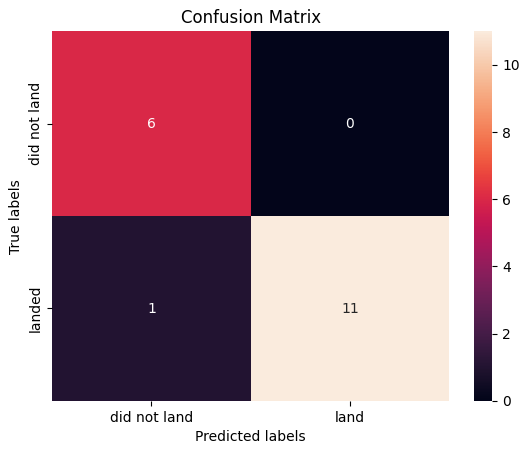 Confusion Matrix
True labels
did not land
landed
6
0
1
11
did not land
land
Predicted labels
10
8
6
4
2
0